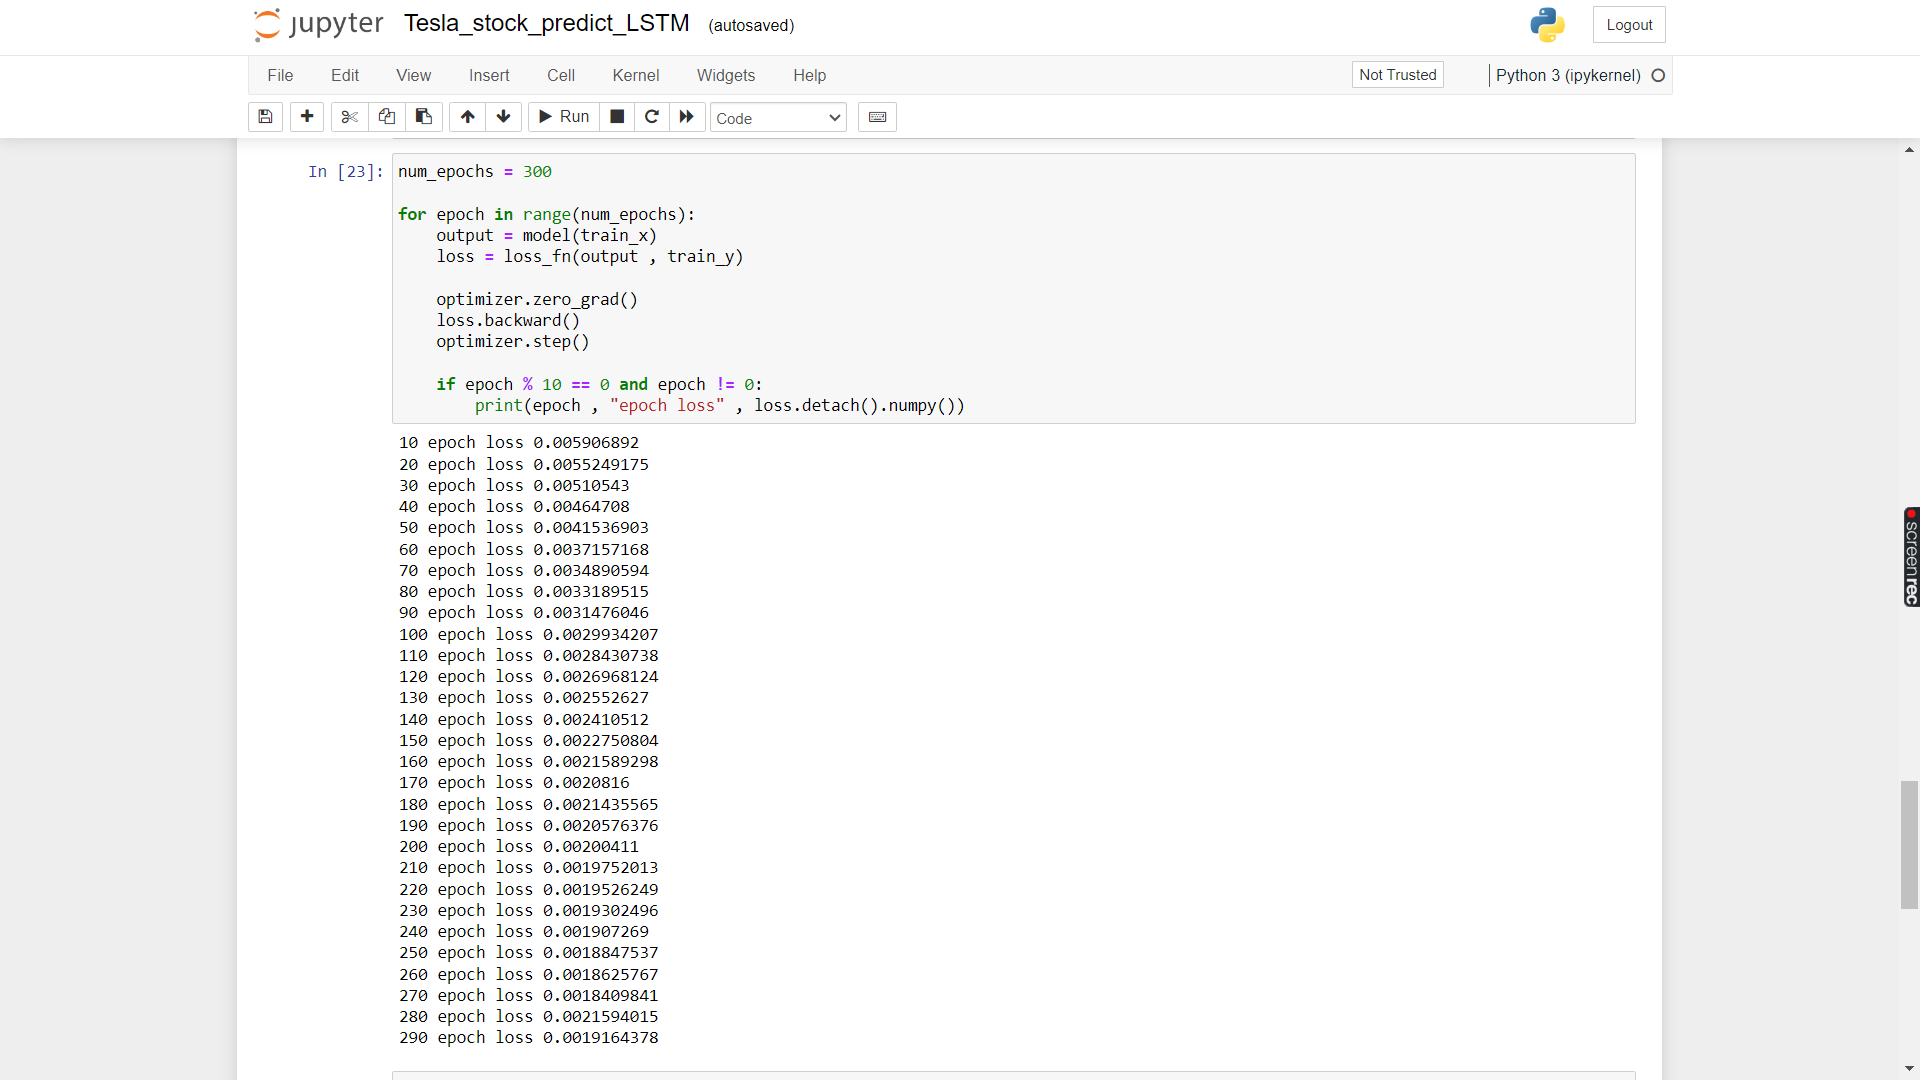 jupyter Tesla_stock_predict_LSTM (autosaved) Logout
File Edit View Insert Cell Kernel Widgets Help Not Trusted Python 3 (ipykernel)
Run Code
In [23]: num_epochs = 300
for epoch in range(num_epochs):
    output = model(train_x)
    loss = loss_fn(output , train_y)
    optimizer.zero_grad()
    loss.backward()
    optimizer.step()
    if epoch % 10 == 0 and epoch != 0:
        print(epoch , "epoch loss" , loss.detach().numpy())
10 epoch loss 0.005906892
20 epoch loss 0.0055249175
30 epoch loss 0.00510543
40 epoch loss 0.00464708
50 epoch loss 0.0041536903
60 epoch loss 0.0037157168
70 epoch loss 0.0034890594
80 epoch loss 0.0033189515
90 epoch loss 0.0031476046
100 epoch loss 0.0029934207
110 epoch loss 0.0028430738
120 epoch loss 0.0026968124
130 epoch loss 0.002552627
140 epoch loss 0.002410512
150 epoch loss 0.0022750804
160 epoch loss 0.0021589298
170 epoch loss 0.0020816
180 epoch loss 0.0021435565
190 epoch loss 0.0020576376
200 epoch loss 0.00200411
210 epoch loss 0.0019752013
220 epoch loss 0.0019526249
230 epoch loss 0.0019302496
240 epoch loss 0.001907269
250 epoch loss 0.0018847537
260 epoch loss 0.0018625767
270 epoch loss 0.0018409841
280 epoch loss 0.0021594015
290 epoch loss 0.0019164378
screenrec